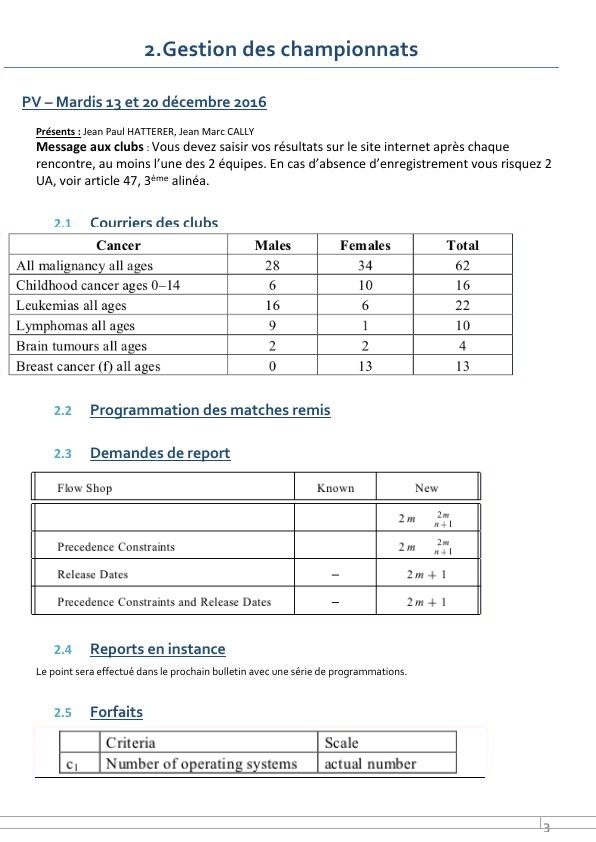 2.Gestion des championnats
PV – Mardis 13 et 20 décembre 2016
Présents : Jean Paul HATTERER, Jean Marc CALLY
Message aux clubs : Vous devez saisir vos résultats sur le site internet après chaque
rencontre, au moins l'une des 2 équipes. En cas d'absence d'enregistrement vous risquez 2
UA, voir article 47, 3ème alinéa.
2.1 Courriers des clubs
Cancer Males Females Total
All malignancy all ages 28 34 62
Childhood cancer ages 0–14 6 10 16
Leukemias all ages 16 6 22
Lymphomas all ages 9 1 10
Brain tumours all ages 2 2 4
Breast cancer (f) all ages 0 13 13
2.2 Programmation des matches remis
2.3 Demandes de report
Flow Shop Known New
2m 2m/n+1
Precedence Constraints 2m 2m/n+1
Release Dates – 2m + 1
Precedence Constraints and Release Dates – 2m + 1
2.4 Reports en instance
Le point sera effectué dans le prochain bulletin avec une série de programmations.
2.5 Forfaits
Criteria Scale
c1 Number of operating systems actual number
3